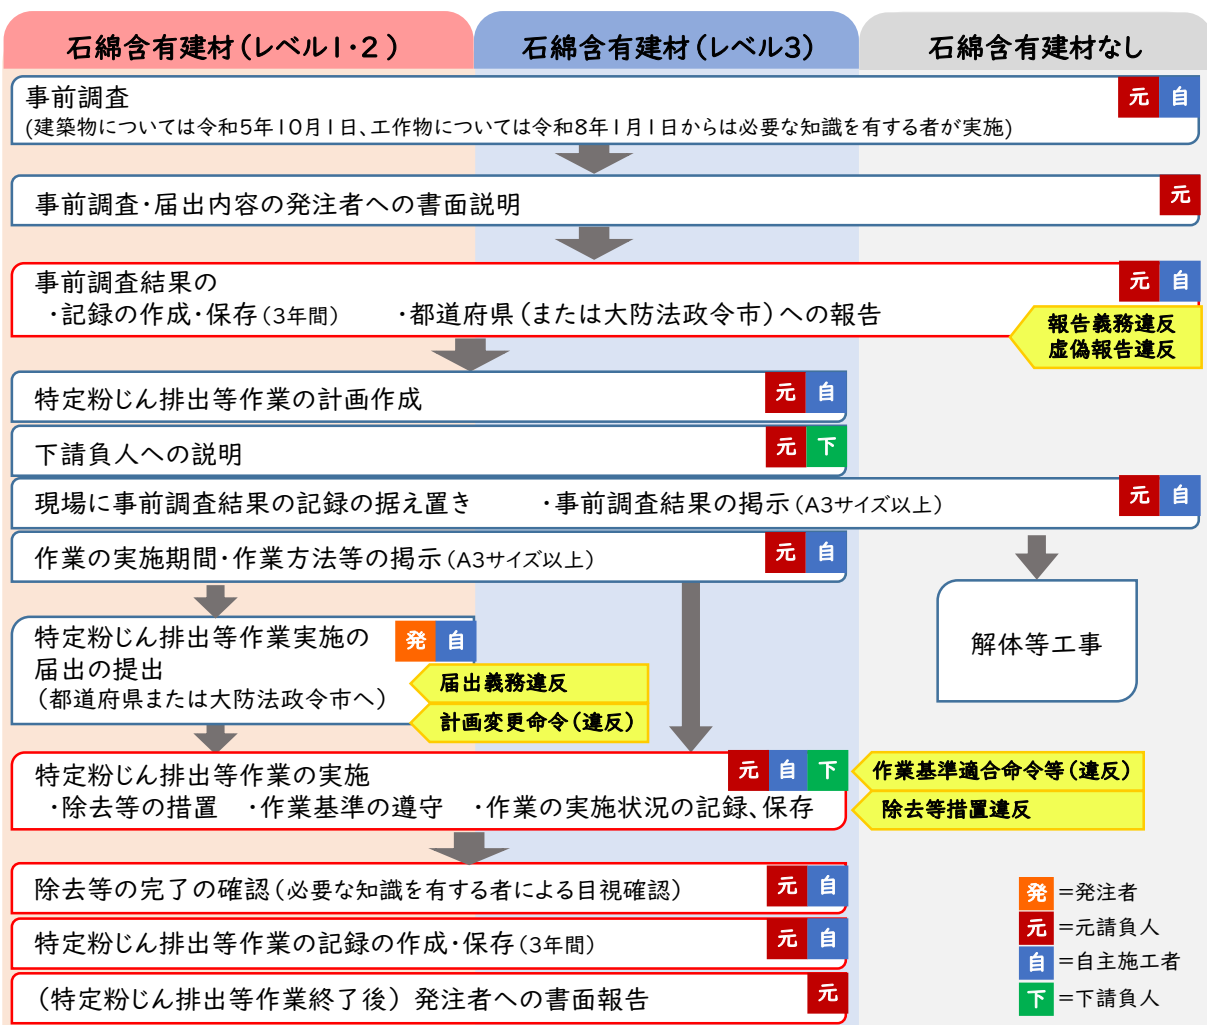 石綿含有建材（レベル1・2）
石綿含有建材（レベル3）
石綿含有建材なし
事前調査
元 自
(建築物については令和5年10月1日、工作物については令和8年1月1日からは必要な知識を有する者が実施)
事前調査・届出内容の発注者への書面説明
元
事前調査結果の
元 自
・記録の作成・保存（3年間） ・都道府県（または大防法政令市）への報告
報告義務違反
虚偽報告違反
特定粉じん排出等作業の計画作成
元 自
下請負人への説明
元 下
現場に事前調査結果の記録の据え置き ・事前調査結果の掲示（A3サイズ以上）
元 自
作業の実施期間・作業方法等の掲示（A3サイズ以上）
元 自
解体等工事
特定粉じん排出等作業実施の
届出の提出
（都道府県または大防法政令市へ）
発 自
届出義務違反
計画変更命令（違反）
特定粉じん排出等作業の実施
元 自 下
・除去等の措置 ・作業基準の遵守 ・作業の実施状況の記録、保存
作業基準適合命令等（違反）
除去等措置違反
除去等の完了の確認（必要な知識を有する者による目視確認）
元 自
特定粉じん排出等作業の記録の作成・保存（3年間）
元 自
（特定粉じん排出等作業終了後）発注者への書面報告
元
発=発注者
元=元請負人
自=自主施工者
下=下請負人